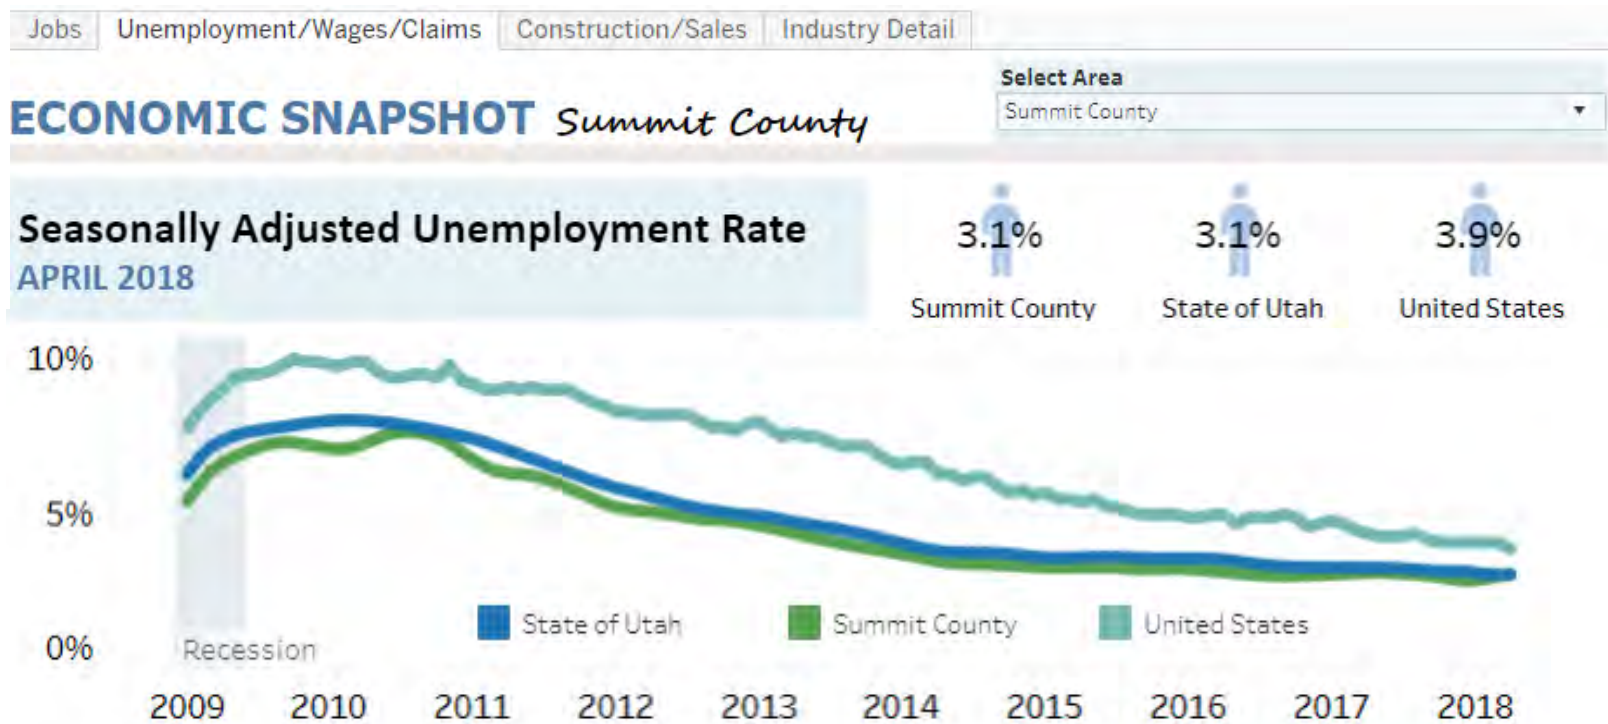 Jobs Unemployment/Wages/Claims Construction/Sales Industry Detail
Select Area
Summit County
ECONOMIC SNAPSHOT Summit County
Seasonally Adjusted Unemployment Rate
APRIL 2018
3.1% 3.1% 3.9%
Summit County State of Utah United States
10%
5%
State of Utah Summit County United States
0%
Recession
2009 2010 2011 2012 2013 2014 2015 2016 2017 2018